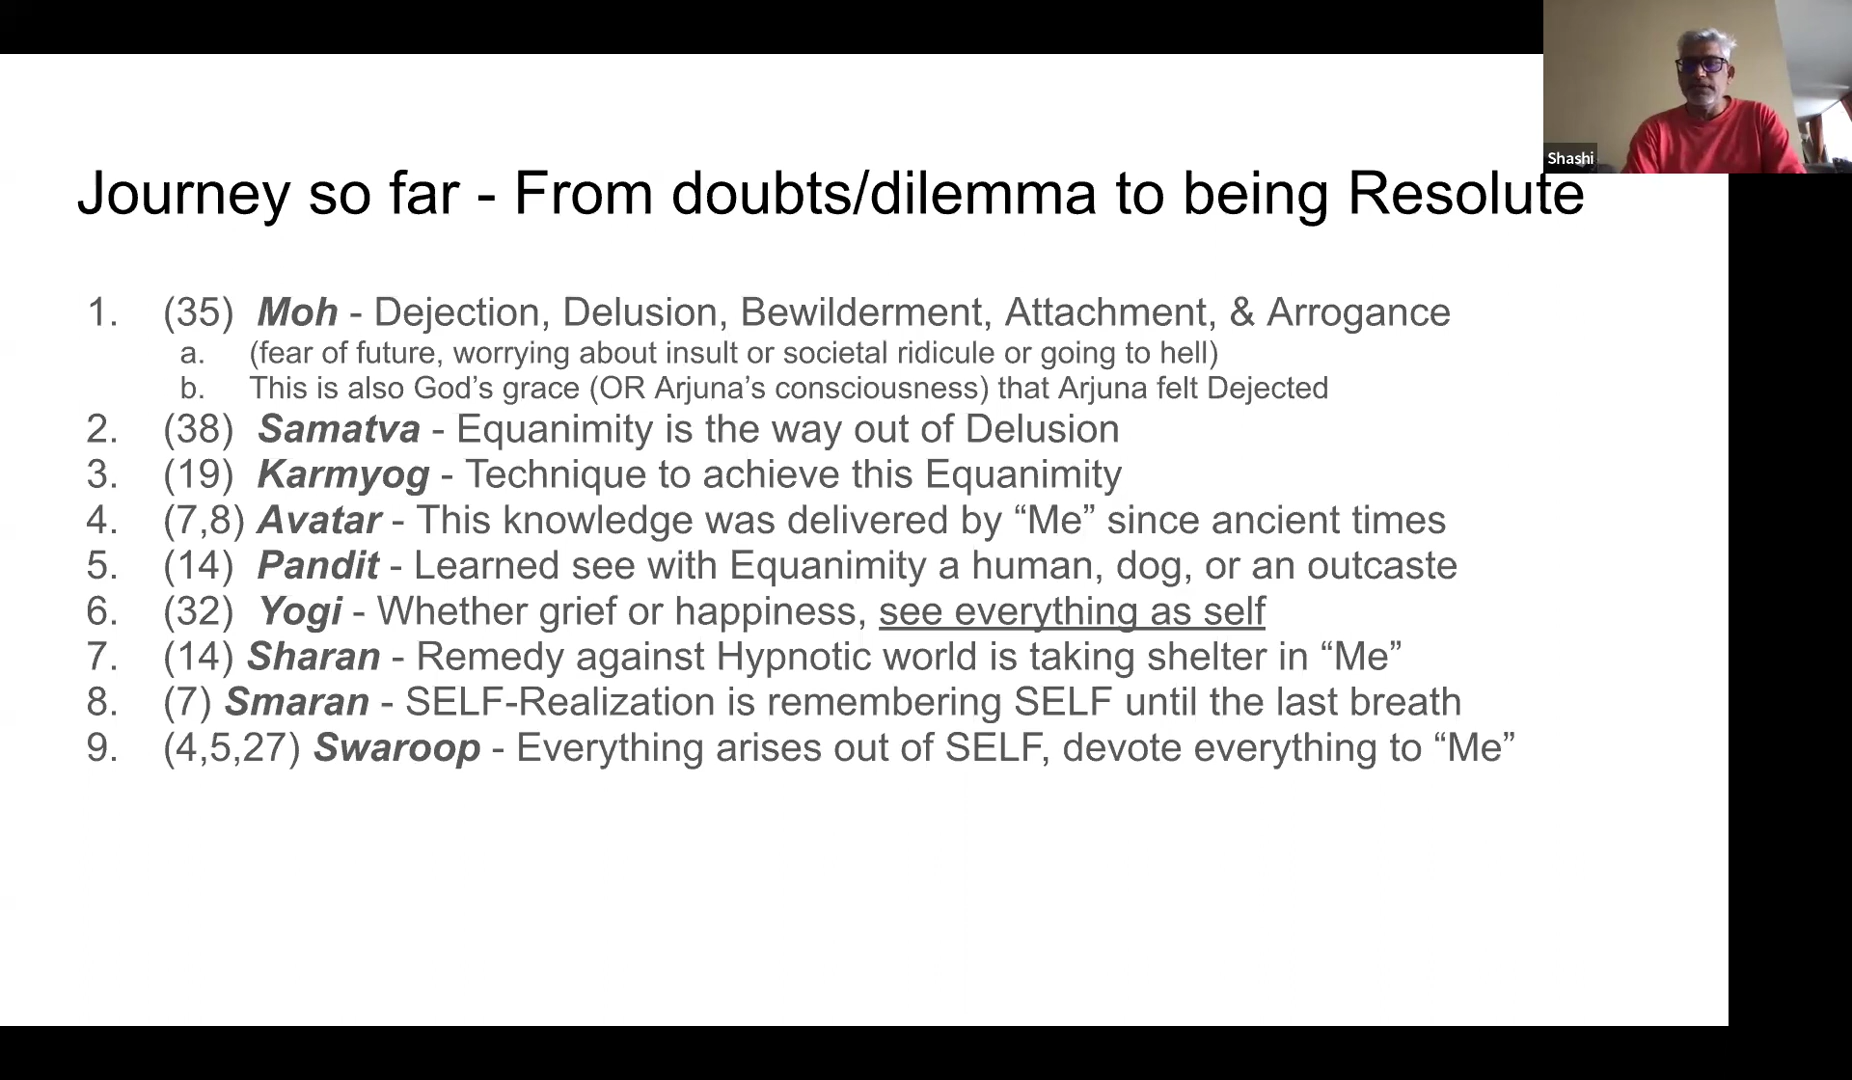 Shashi
Journey so far - From doubts/dilemma to being Resolute
1. (35) Moh - Dejection, Delusion, Bewilderment, Attachment, & Arrogance
a. (fear of future, worrying about insult or societal ridicule or going to hell)
b. This is also God’s grace (OR Arjuna’s consciousness) that Arjuna felt Dejected
2. (38) Samatva - Equanimity is the way out of Delusion
3. (19) Karmyog - Technique to achieve this Equanimity
4. (7,8) Avatar - This knowledge was delivered by “Me” since ancient times
5. (14) Pandit - Learned see with Equanimity a human, dog, or an outcaste
6. (32) Yogi - Whether grief or happiness, see everything as self
7. (14) Sharan - Remedy against Hypnotic world is taking shelter in “Me”
8. (7) Smaran - SELF-Realization is remembering SELF until the last breath
9. (4,5,27) Swaroop - Everything arises out of SELF, devote everything to “Me”